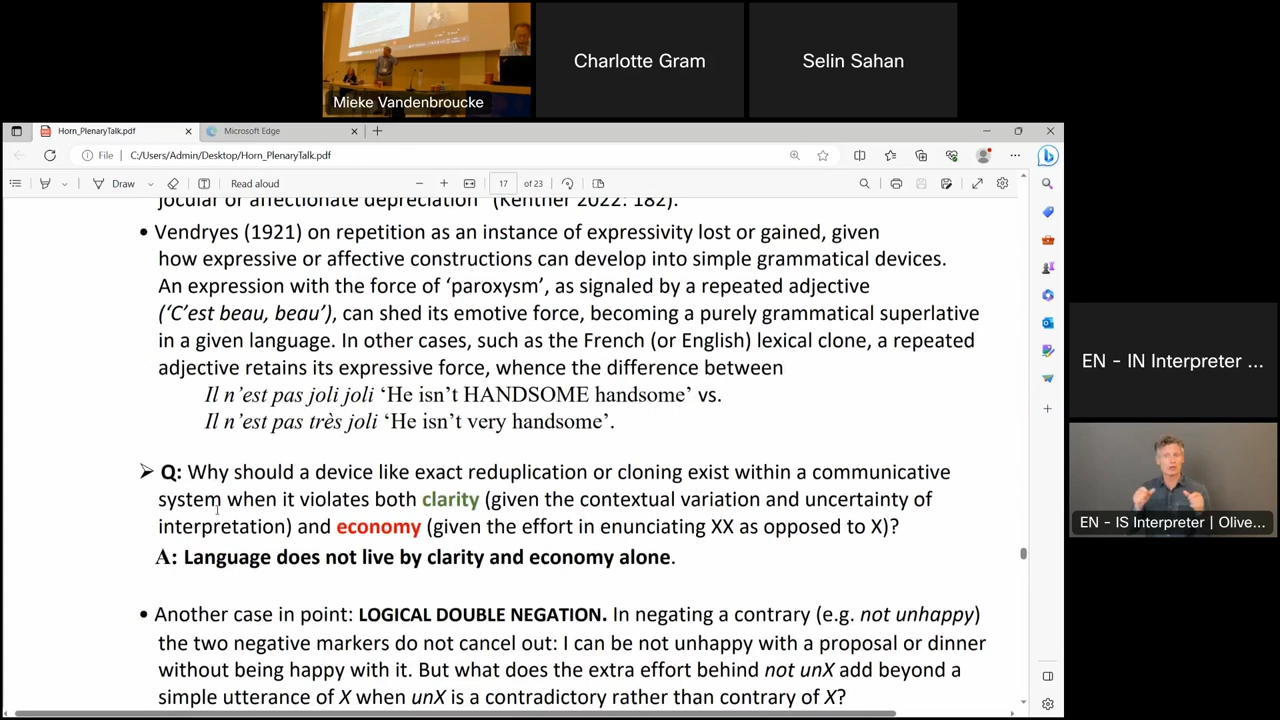 Charlotte Gram
Selin Sahan
Mieke Vandenbroucke
Horn_PlenaryTalk.pdf
Microsoft Edge
File
C:/Users/Admin/Desktop/Horn_PlenaryTalk.pdf
Draw
Read aloud
17 of 23
jocular or affectionate depreciation" (Kentner 2022: 182).
• Vendryes (1921) on repetition as an instance of expressivity lost or gained, given
how expressive or affective constructions can develop into simple grammatical devices.
An expression with the force of ‘paroxysm’, as signaled by a repeated adjective
(‘C’est beau, beau’), can shed its emotive force, becoming a purely grammatical superlative
in a given language. In other cases, such as the French (or English) lexical clone, a repeated
adjective retains its expressive force, whence the difference between
Il n’est pas joli joli ‘He isn’t HANDSOME handsome’ vs.
Il n’est pas très joli ‘He isn’t very handsome’.
➢ Q: Why should a device like exact reduplication or cloning exist within a communicative
system when it violates both clarity (given the contextual variation and uncertainty of
interpretation) and economy (given the effort in enunciating XX as opposed to X)?
A: Language does not live by clarity and economy alone.
• Another case in point: LOGICAL DOUBLE NEGATION. In negating a contrary (e.g. not unhappy)
the two negative markers do not cancel out: I can be not unhappy with a proposal or dinner
without being happy with it. But what does the extra effort behind not unX add beyond a
simple utterance of X when unX is a contradictory rather than contrary of X?
EN - IN Interpreter ...
EN - IS Interpreter | Olive...